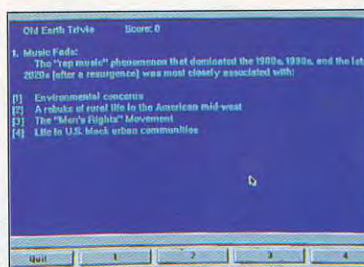 Old Earth Trivia Score: 0
1. Music Fads:
The "rap music" phenomenon that dominated the 1980s, 1990s, and the late
2020s (after a resurgence) was most closely associated with:
[1] Environmental concerns
[2] A rebuke of rural life in the American mid-west
[3] The "Men's Rights" Movement
[4] Life in U.S. black urban communities
Quit 1 2 3 4